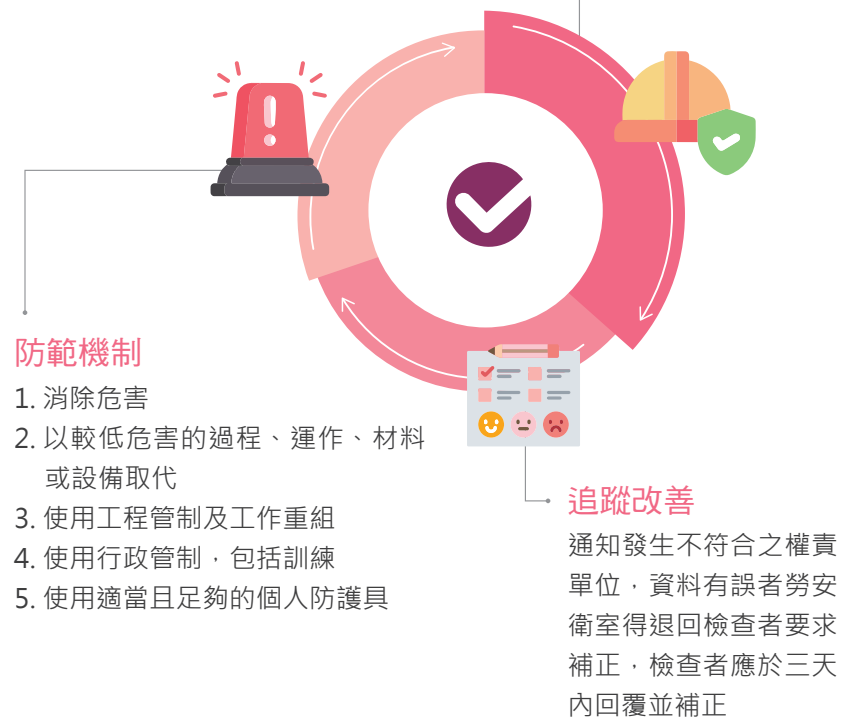 防範機制
1. 消除危害
2. 以較低危害的過程、運作、材料
或設備取代
3. 使用工程管制及工作重組
4. 使用行政管制，包括訓練
5. 使用適當且足夠的個人防護具
追蹤改善
通知發生不符合之權責
單位，資料有誤者勞安
衛室得退回檢查者要求
補正，檢查者應於三天
內回覆並補正